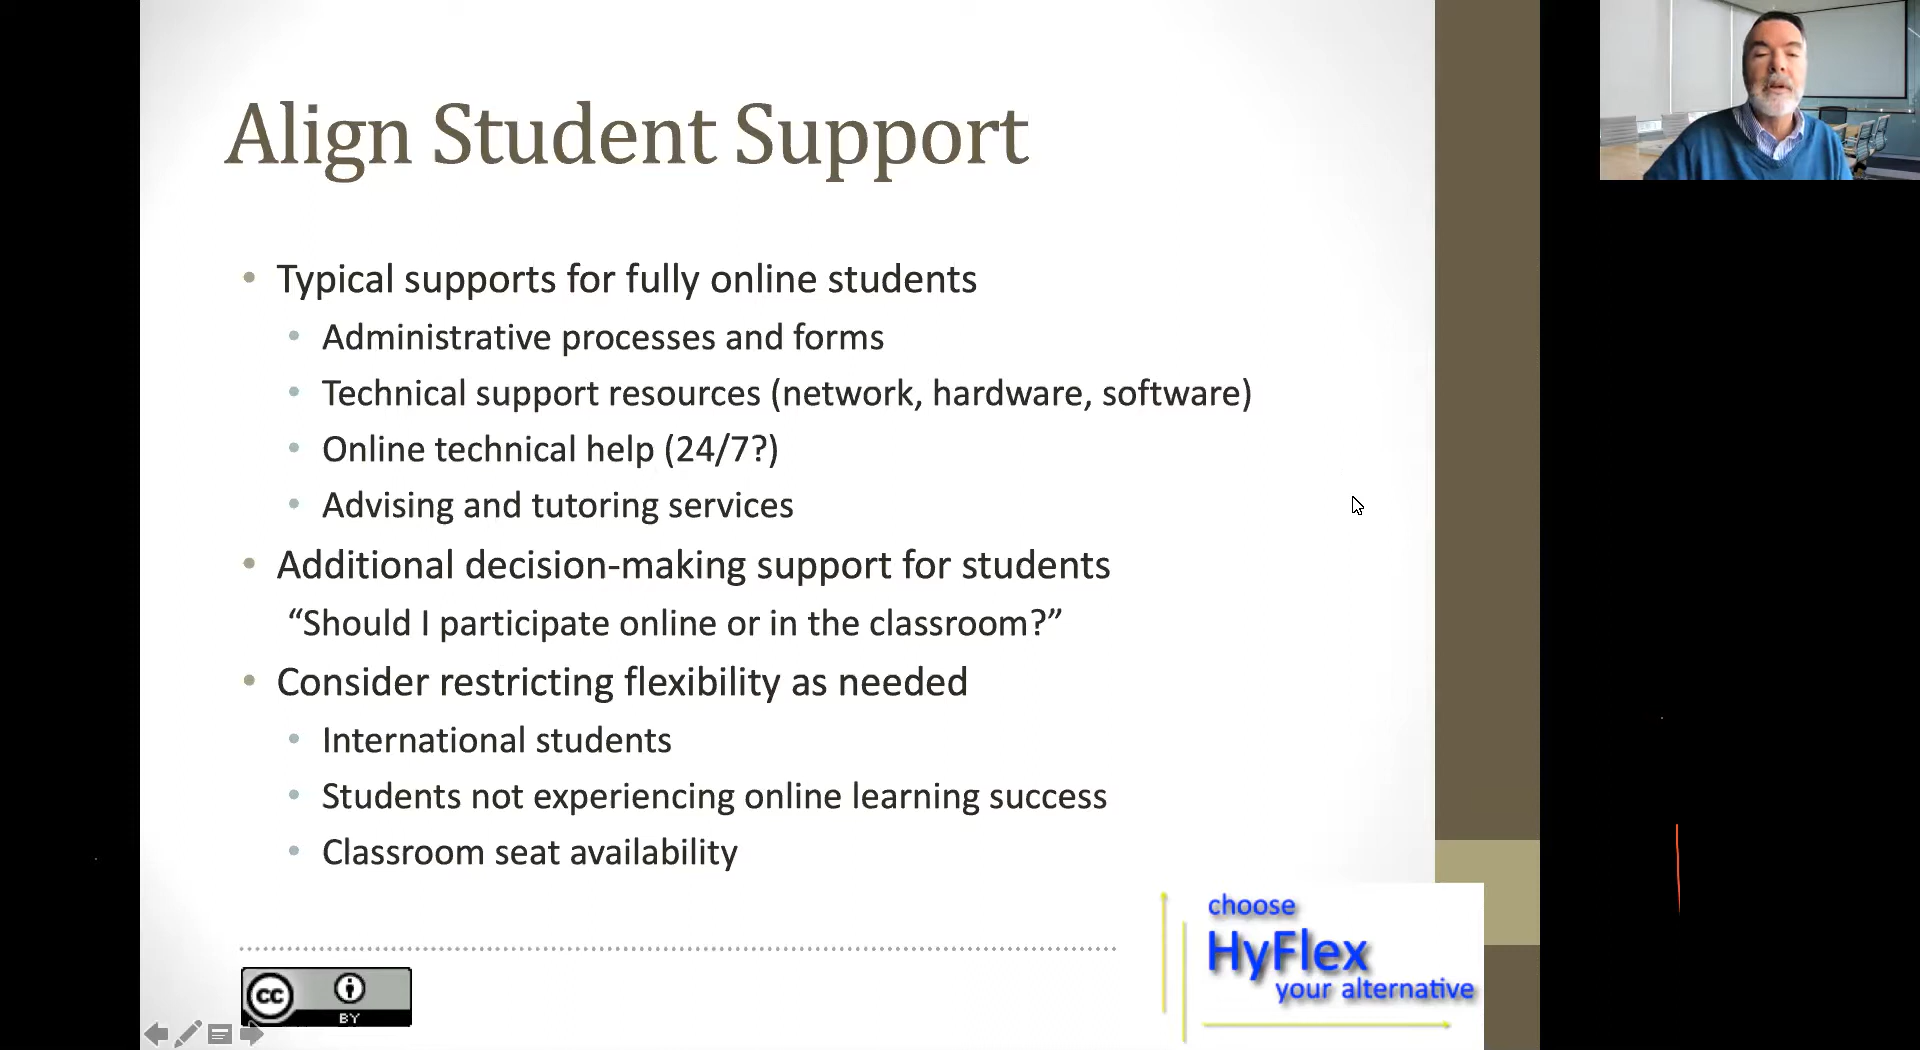 Align Student Support
• Typical supports for fully online students
• Administrative processes and forms
• Technical support resources (network, hardware, software)
• Online technical help (24/7?)
• Advising and tutoring services
• Additional decision-making support for students
“Should I participate online or in the classroom?”
• Consider restricting flexibility as needed
• International students
• Students not experiencing online learning success
• Classroom seat availability
choose
HyFlex
your alternative
cc
BY